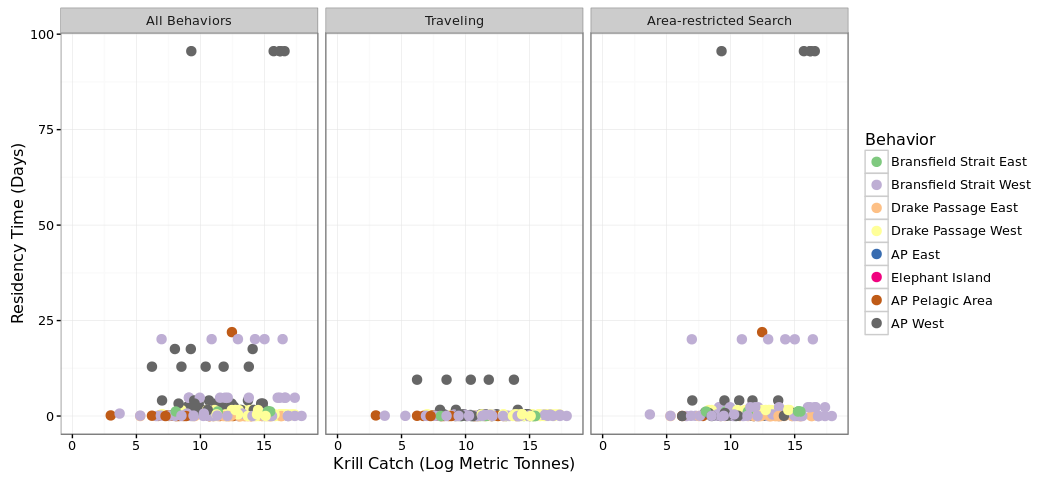 All Behaviors
Traveling
Area-restricted Search
100
75
50
25
0
0 5 10 15
0 5 10 15
0 5 10 15
Residency Time (Days)
Krill Catch (Log Metric Tonnes)
Behavior
Bransfield Strait East
Bransfield Strait West
Drake Passage East
Drake Passage West
AP East
Elephant Island
AP Pelagic Area
AP West